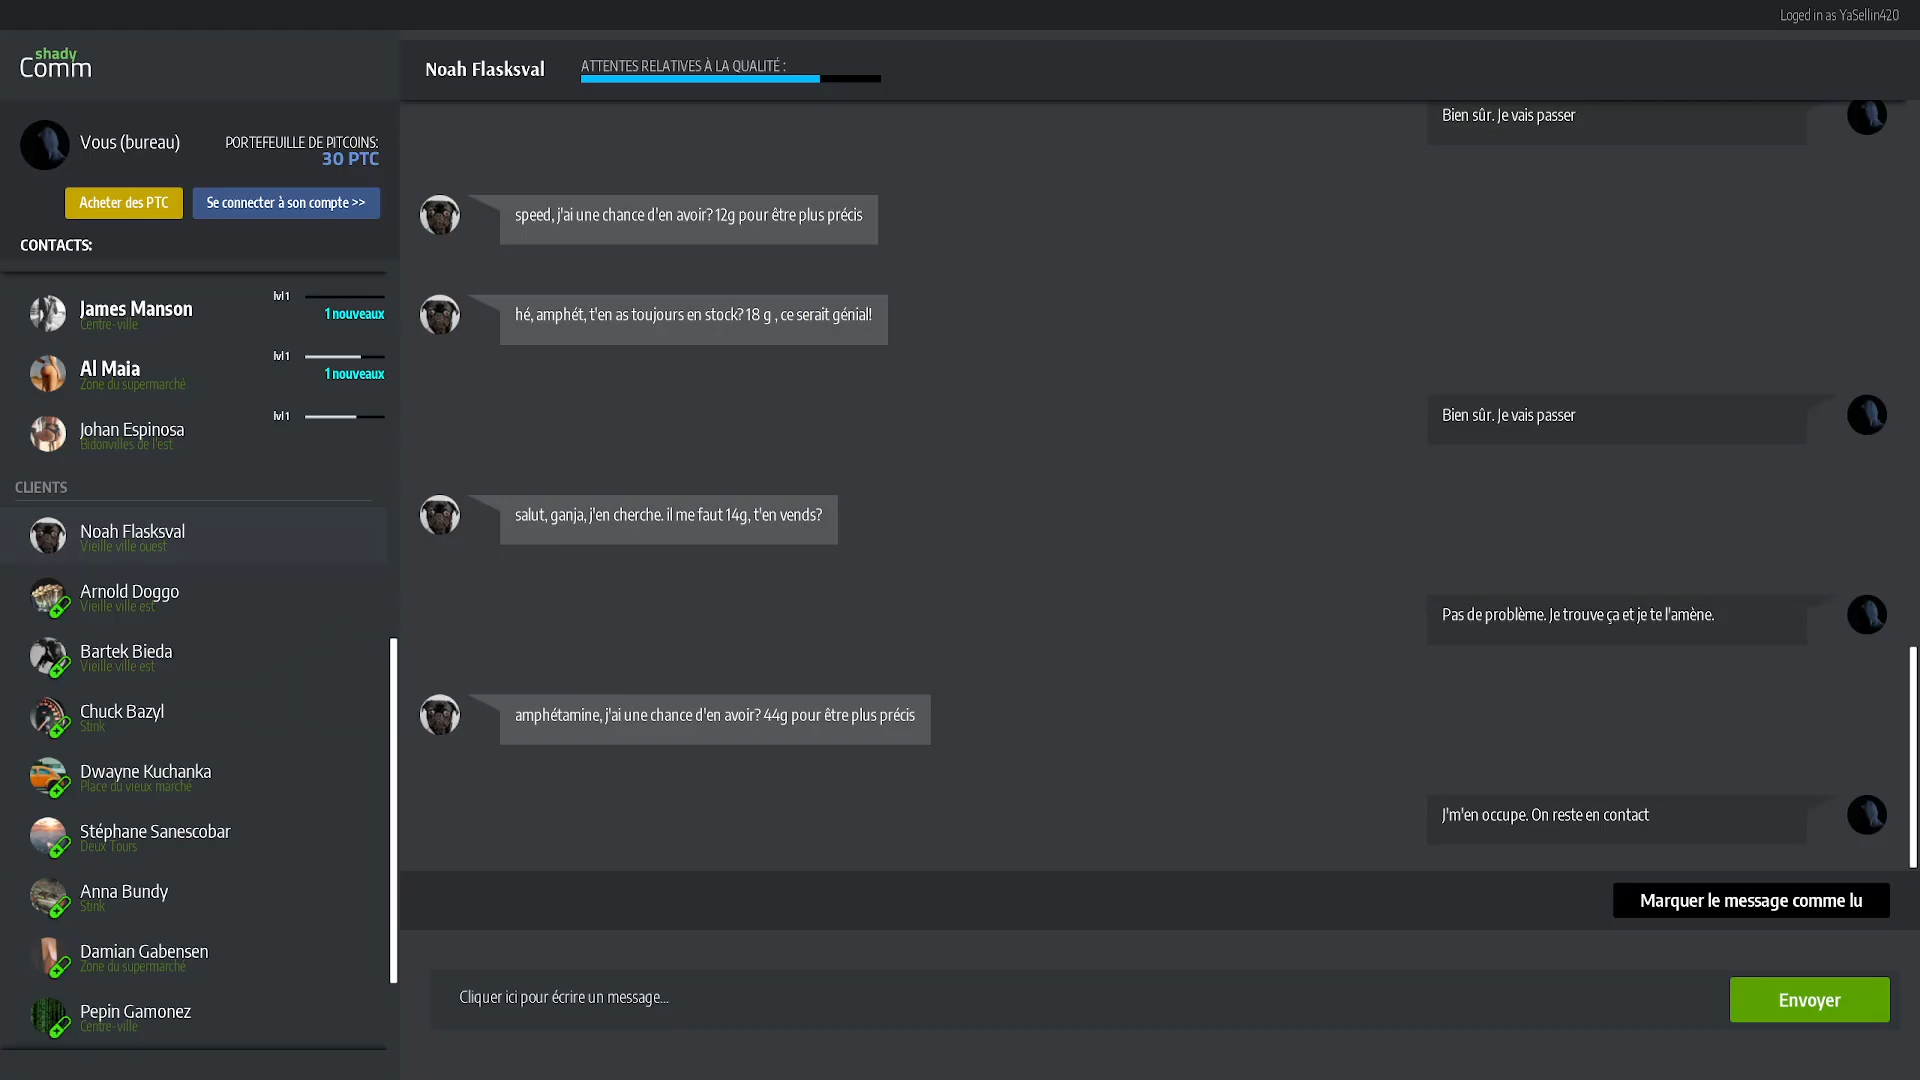 Loged in as YaSellin420
shady
Comm
Noah Flasksval
ATTENTES RELATIVES À LA QUALITÉ :
Vous (bureau)
PORTEFEUILLE DE PITCOINS:
30 PTC
Acheter des PTC
Se connecter à son compte >>
CONTACTS:
James Manson
Centre-ville
lvl 1
1 nouveaux
Al Maia
Zone du supermarché
lvl 1
1 nouveaux
Johan Espinosa
Bidonvilles de l'est
lvl 1
CLIENTS
Noah Flasksval
Vieille ville ouest
Arnold Doggo
Vieille ville est
Bartek Bieda
Vieille ville est
Chuck Bazyl
Stink
Dwayne Kuchanka
Place du vieux marché
Stéphane Sanescobar
Deux Tours
Anna Bundy
Stink
Damian Gabensen
Zone du supermarché
Pepin Gamonez
Centre-ville
Bien sûr. Je vais passer
speed, j'ai une chance d'en avoir? 12g pour être plus précis
hé, amphét, t'en as toujours en stock? 18 g , ce serait génial!
Bien sûr. Je vais passer
salut, ganja, j'en cherche. il me faut 14g, t'en vends?
Pas de problème. Je trouve ça et je te l'amène.
amphétamine, j'ai une chance d'en avoir? 44g pour être plus précis
J'm'en occupe. On reste en contact
Marquer le message comme lu
Cliquer ici pour écrire un message...
Envoyer